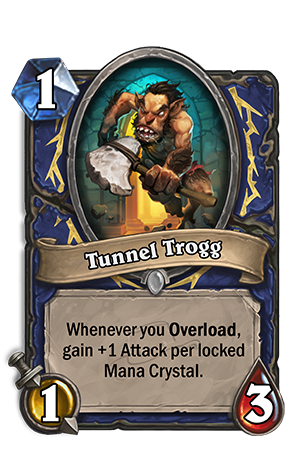 1
Tunnel Trogg
Whenever you Overload,
gain +1 Attack per locked
Mana Crystal.
1
3